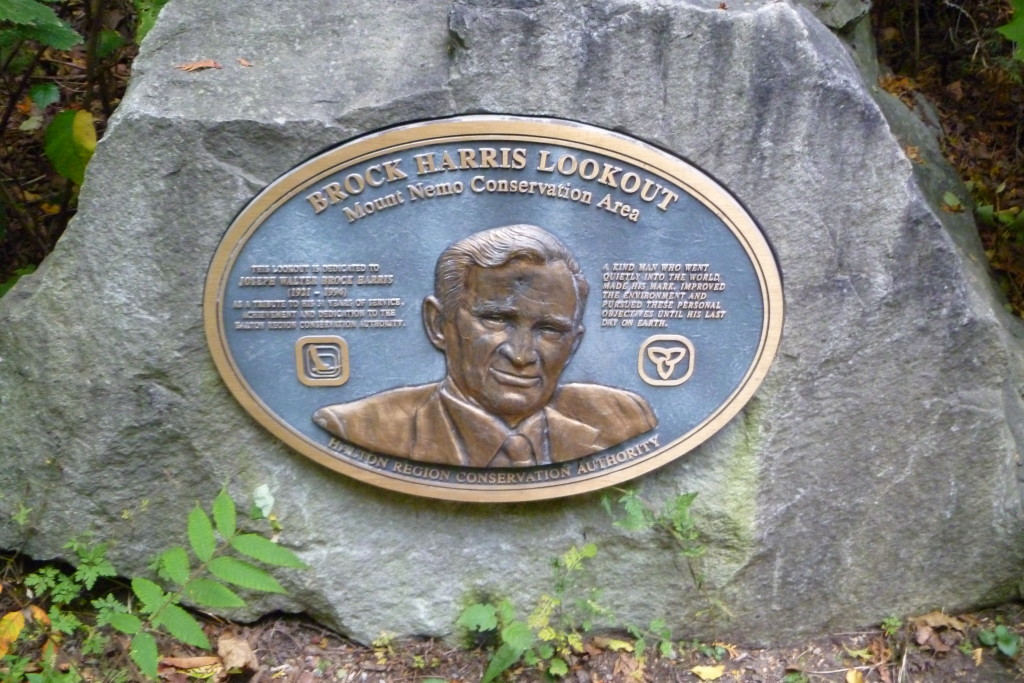 BROCK HARRIS LOOKOUT
Mount Nemo Conservation Area
THIS LOOKOUT IS DEDICATED TO
JOSEPH WALTER BROCK HARRIS
AS A TRIBUTE TO HIS YEARS OF SERVICE,
ACHIEVEMENT AND DEDICATION TO THE
HALTON REGION CONSERVATION AUTHORITY.
A KIND MAN WHO WENT
QUIETLY INTO THE WORLD,
MADE HIS MARK, IMPROVED
THE ENVIRONMENT AND
PURSUED THESE PERSONAL
OBJECTIVES UNTIL HIS LAST
DAY ON EARTH.
HALTON REGION CONSERVATION AUTHORITY